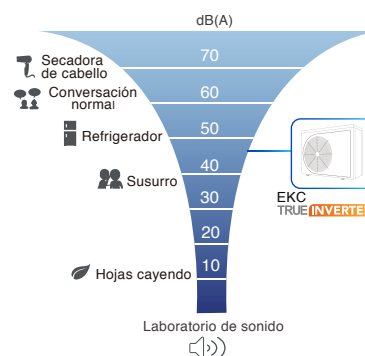 dB(A)
70
Secadora
de cabello
60
Conversación
normal
50
Refrigerador
40
Susurro
30
EKC
TRUE INVERTE
20
10
Hojas cayendo
Laboratorio de sonido